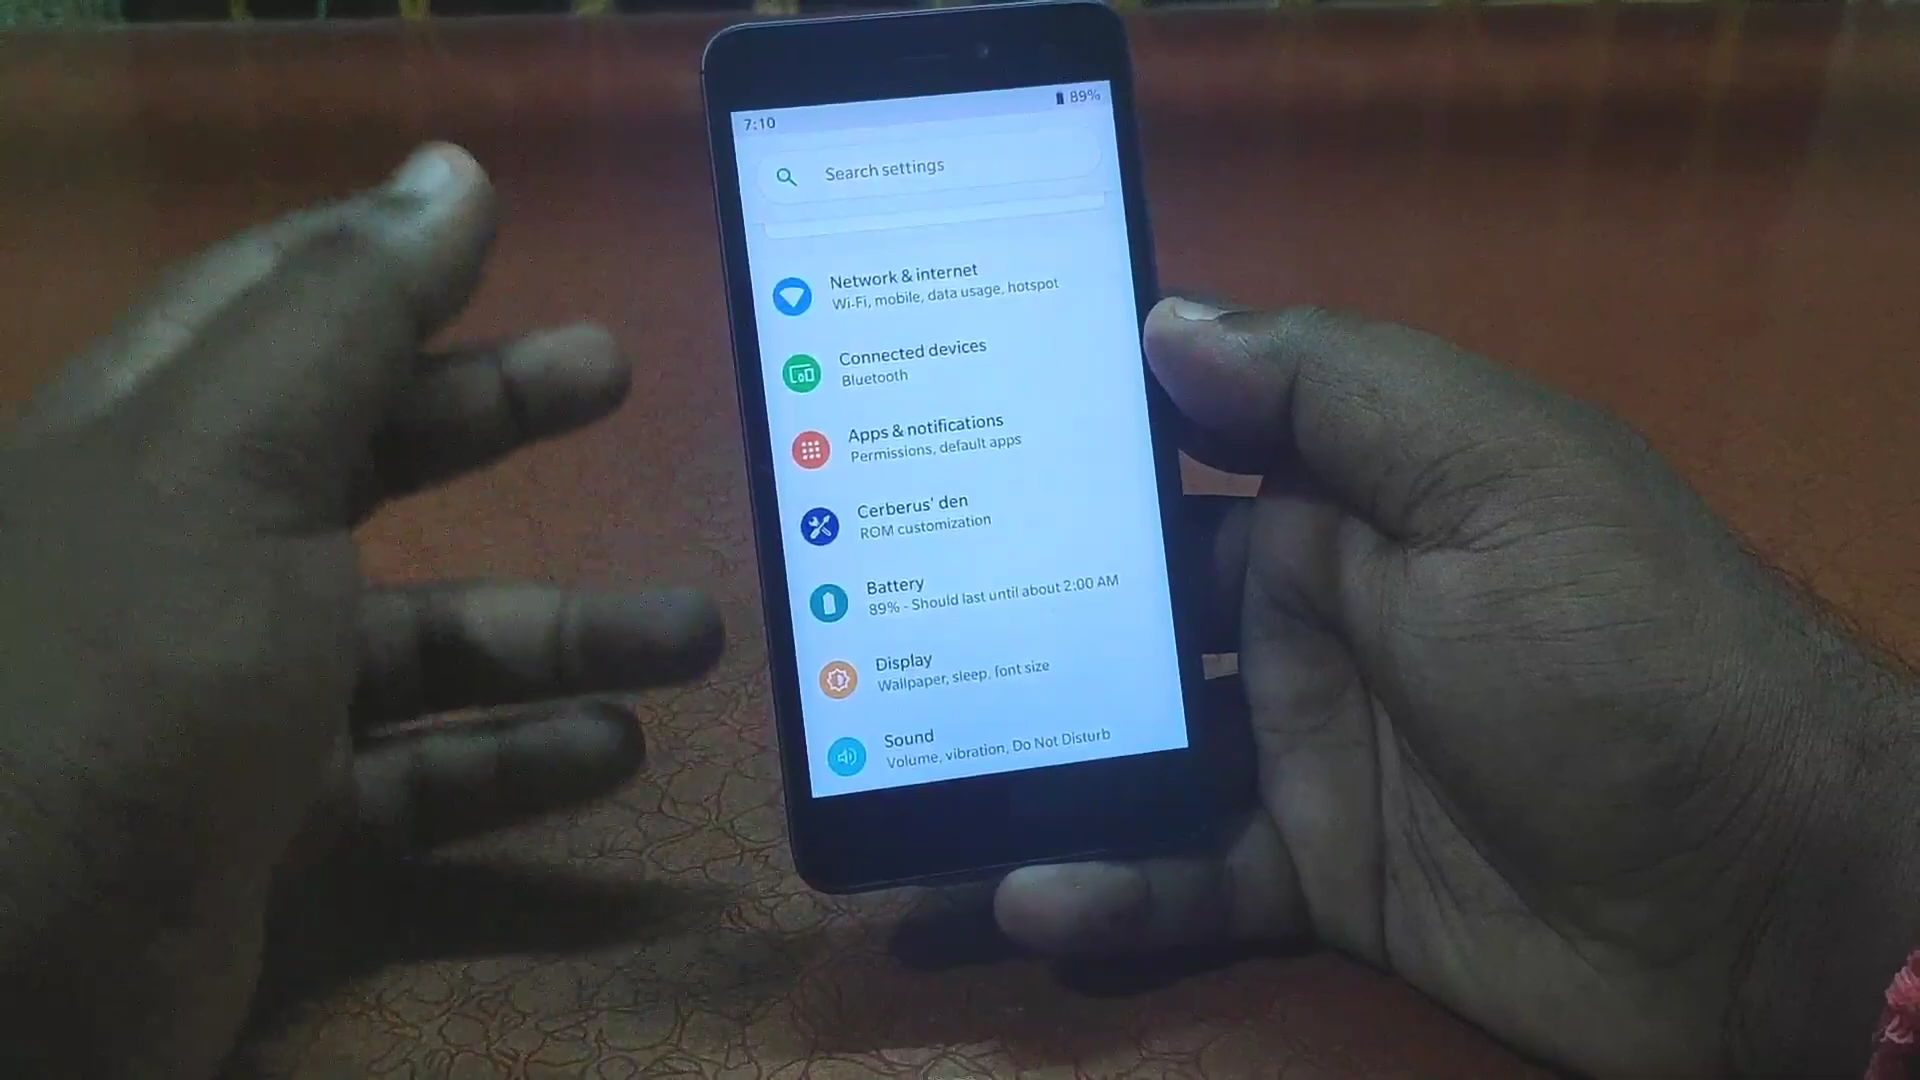 7:10
89%
Search settings
Network & internet
Wi-Fi, mobile, data usage, hotspot
Connected devices
Bluetooth
Apps & notifications
Permissions, default apps
Cerberus' den
ROM customization
Battery
89% - Should last until about 2:00 AM
Display
Wallpaper, sleep, font size
Sound
Volume, vibration, Do Not Disturb